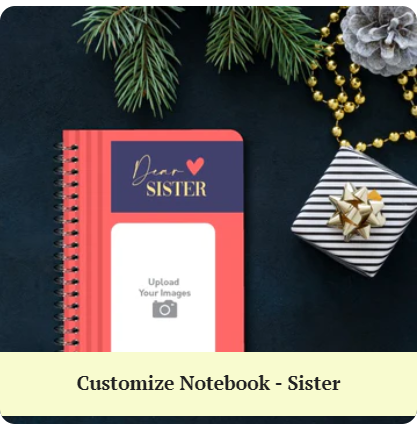 Dear
SISTER
Upload
Your Images
Customize Notebook - Sister